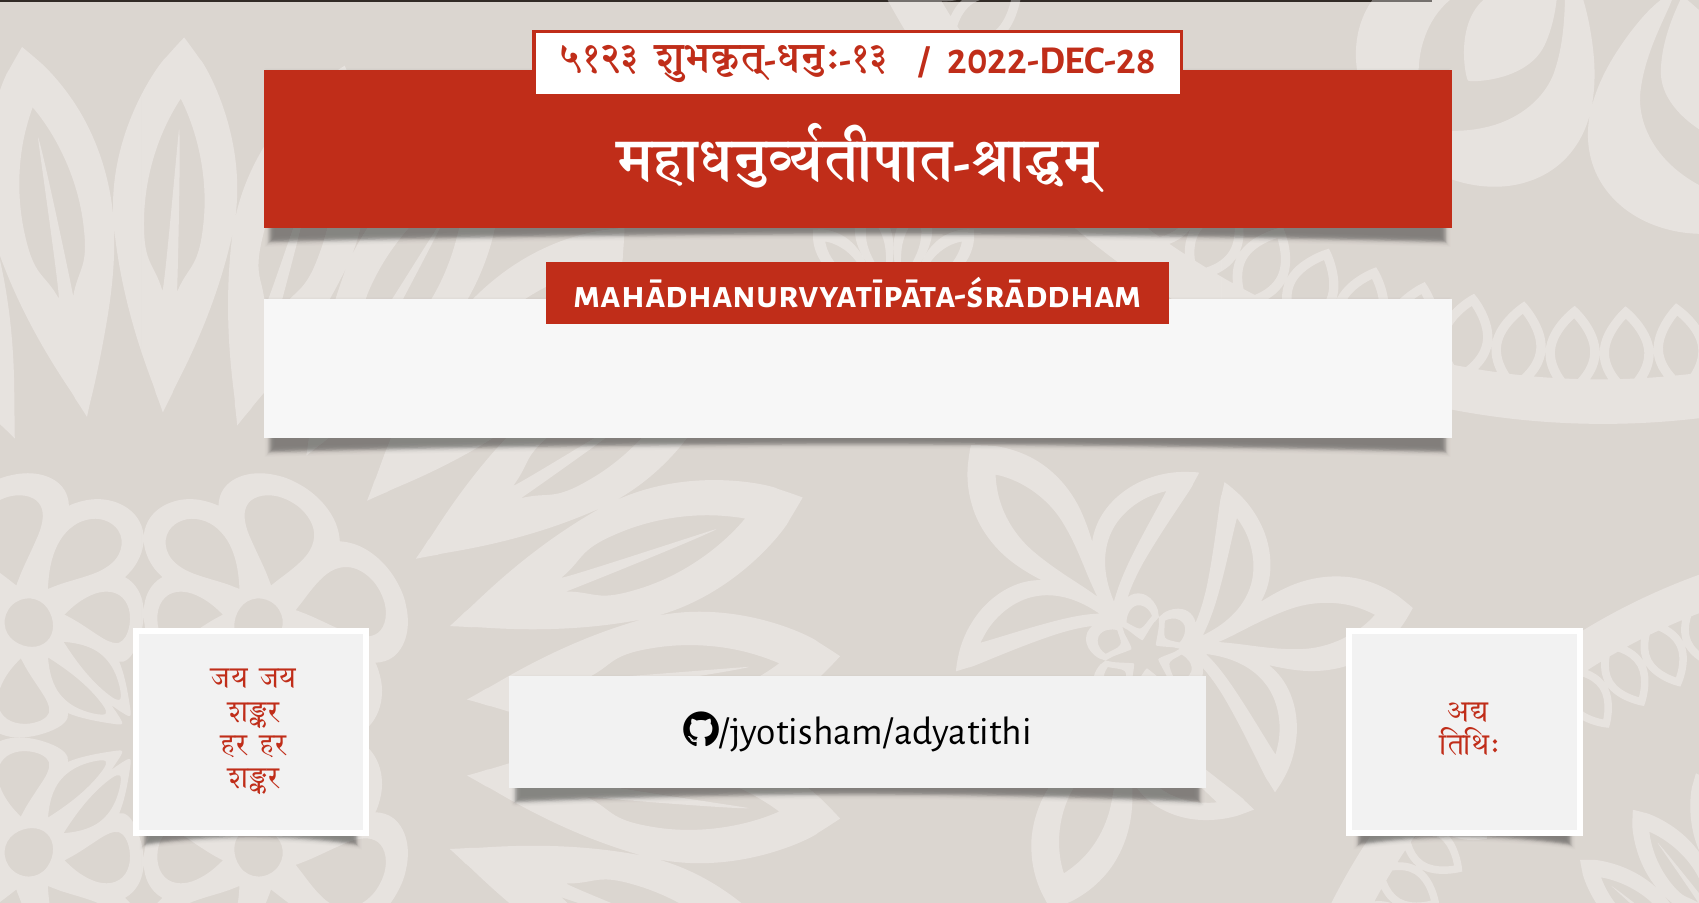 ५१२३ शुभकृत्-धनुः-१३ / 2022-DEC-28
महाधनुर्व्यतीपात-श्राद्धम्
MAHĀDHANURVYATĪPĀTA-ŚRĀDDHAM
जय जय
शङ्कर
हर हर
शङ्कर
/jyotisham/adyatithi
अद्य
तिथिः